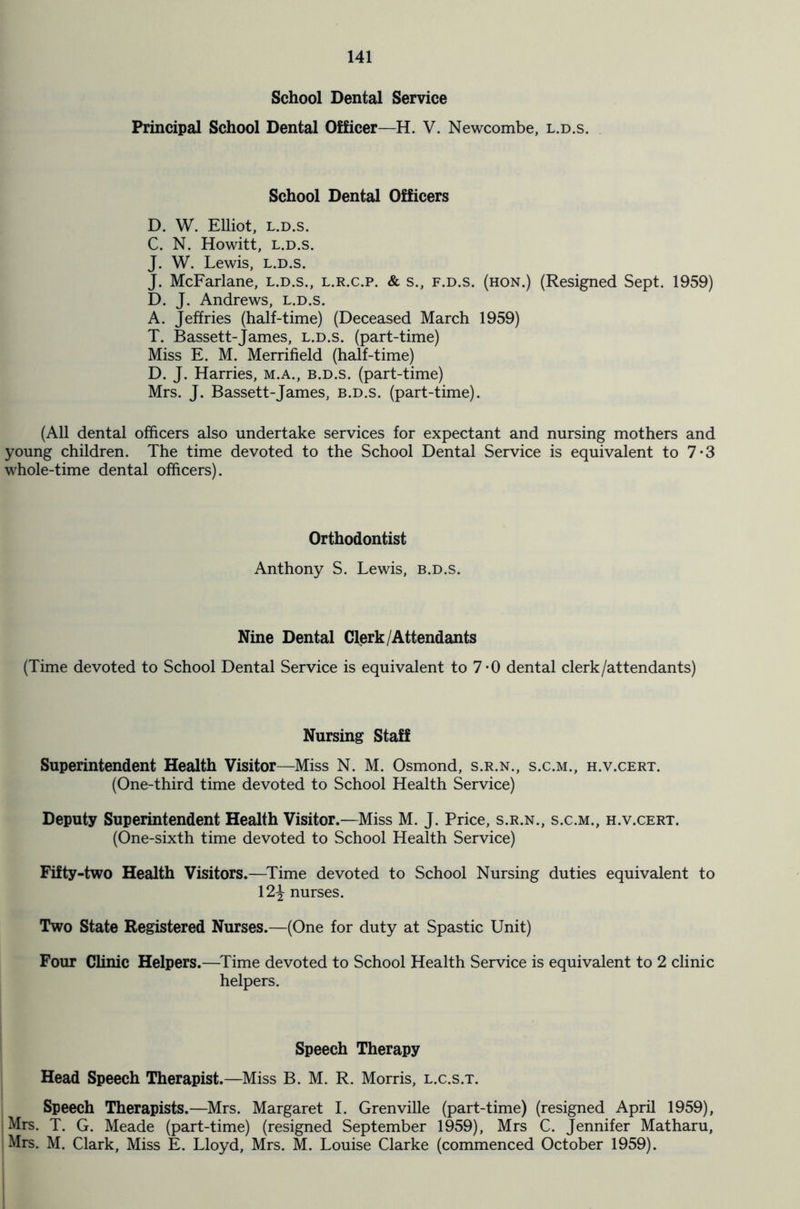 141
School Dental Service
Principal School Dental Officer—H. V. Newcombe, L.D.S.
School Dental Officers
D. W. Elliot, L.D.S.
C. N. Howitt, L.D.S.
J. W. Lewis, L.D.S.
J. McFarlane, L.D.S., L.R.C.P. & S., F.D.S. (HON.) (Resigned Sept. 1959)
D. J. Andrews, L.D.S.
A. Jeffries (half-time) (Deceased March 1959)
T. Bassett-James, L.D.S. (part-time)
Miss E. M. Merrifield (half-time)
D. J. Harries, M.A., B.D.S. (part-time)
Mrs. J. Bassett-James, B.D.S. (part-time).
(All dental officers also undertake services for expectant and nursing mothers and
young children. The time devoted to the School Dental Service is equivalent to 7·3
whole-time dental officers).
Orthodontist
Anthony S. Lewis, B.D.S.
Nine Dental Clerk/Attendants
(Time devoted to School Dental Service is equivalent to 7·0 dental clerk/attendants)
Nursing Staff
Superintendent Health Visitor—Miss N. M. Osmond, S.R.N., S.C.M., H.V.CERT.
(One-third time devoted to School Health Service)
Deputy Superintendent Health Visitor.—Miss M. J. Price, S.R.N., S.C.M., H.V.CERT.
(One-sixth time devoted to School Health Service)
Fifty-two Health Visitors.—Time devoted to School Nursing duties equivalent to
12½ nurses.
Two State Registered Nurses.—(One for duty at Spastic Unit)
Four Clinic Helpers.—Time devoted to School Health Service is equivalent to 2 clinic
helpers.
Speech Therapy
Head Speech Therapist.—Miss B. M. R. Morris, L.C.S.T.
Speech Therapists.—Mrs. Margaret I. Grenville (part-time) (resigned April 1959),
Mrs. T. G. Meade (part-time) (resigned September 1959), Mrs C. Jennifer Matharu,
Mrs. M. Clark, Miss E. Lloyd, Mrs. M. Louise Clarke (commenced October 1959).